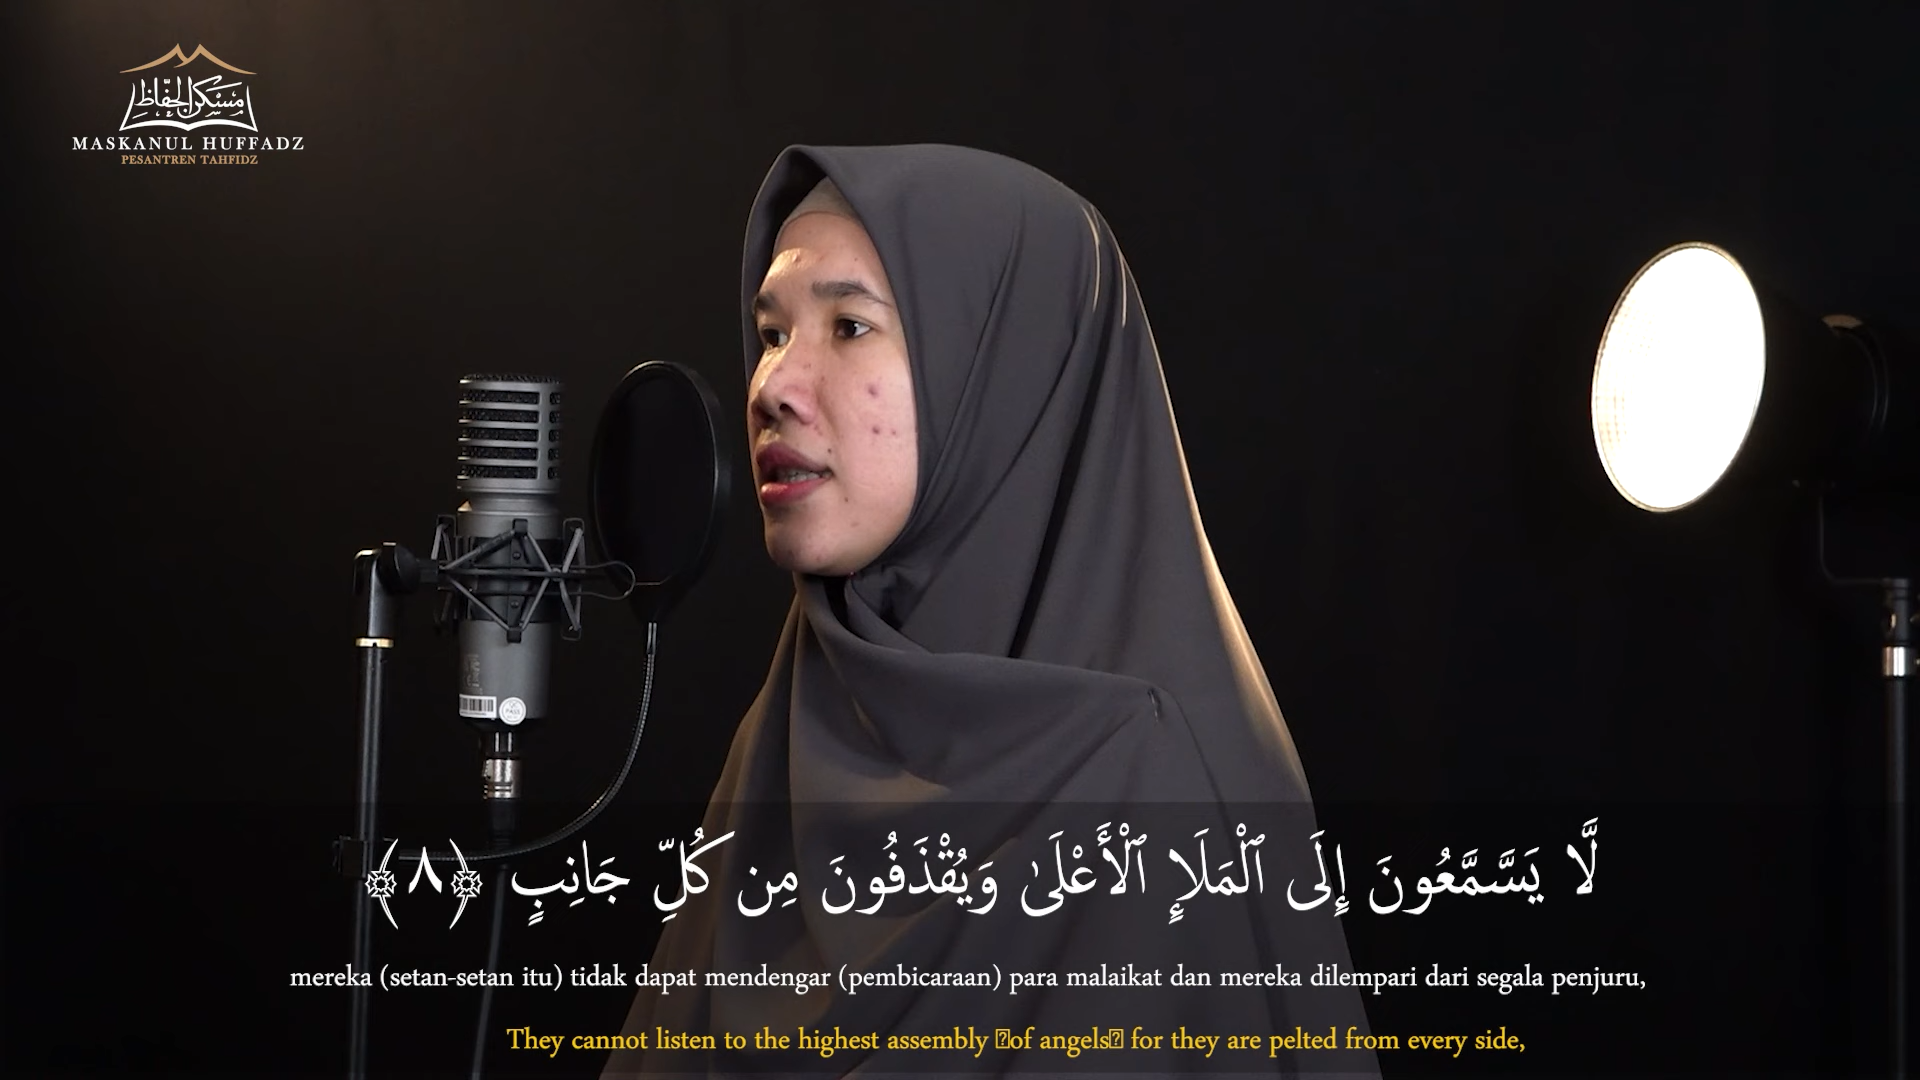 مسكن الحفاظ
MASKANUL HUFFADZ
PESANTREN TAHFIDZ
PASS
لَّا يَسَّمَّعُونَ إِلَى ٱلْمَلَإِ ٱلْأَعْلَىٰ وَيُقْذَفُونَ مِن كُلِّ جَانِبٍ ﴿٨﴾
mereka (setan-setan itu) tidak dapat mendengar (pembicaraan) para malaikat dan mereka dilempari dari segala penjuru,
They cannot listen to the highest assembly of angels for they are pelted from every side,